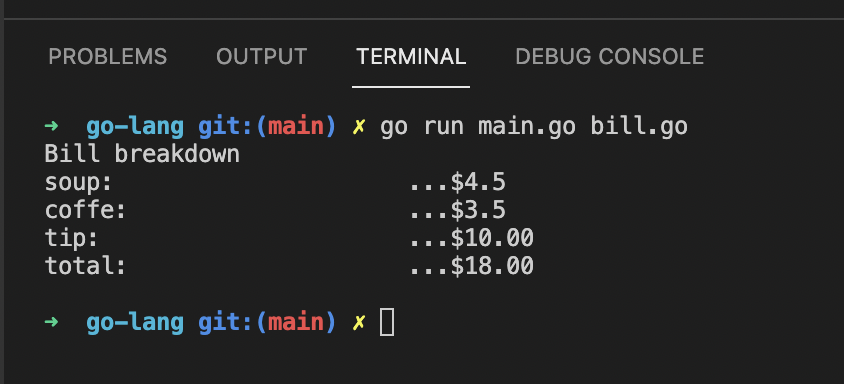 PROBLEMS OUTPUT TERMINAL DEBUG CONSOLE
➜ go-lang git:(main) ✗ go run main.go bill.go
Bill breakdown
soup: ...$4.5
coffe: ...$3.5
tip: ...$10.00
total: ...$18.00
➜ go-lang git:(main) ✗